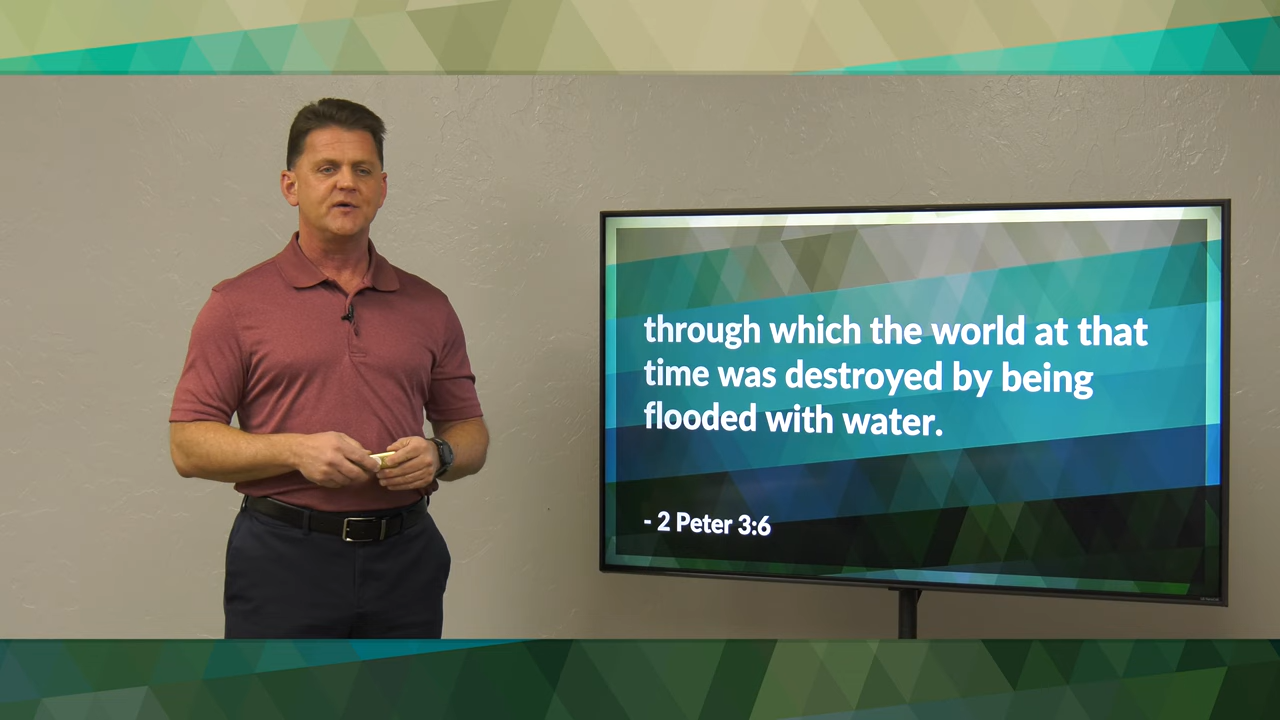 through which the world at that
time was destroyed by being
flooded with water.
- 2 Peter 3:6